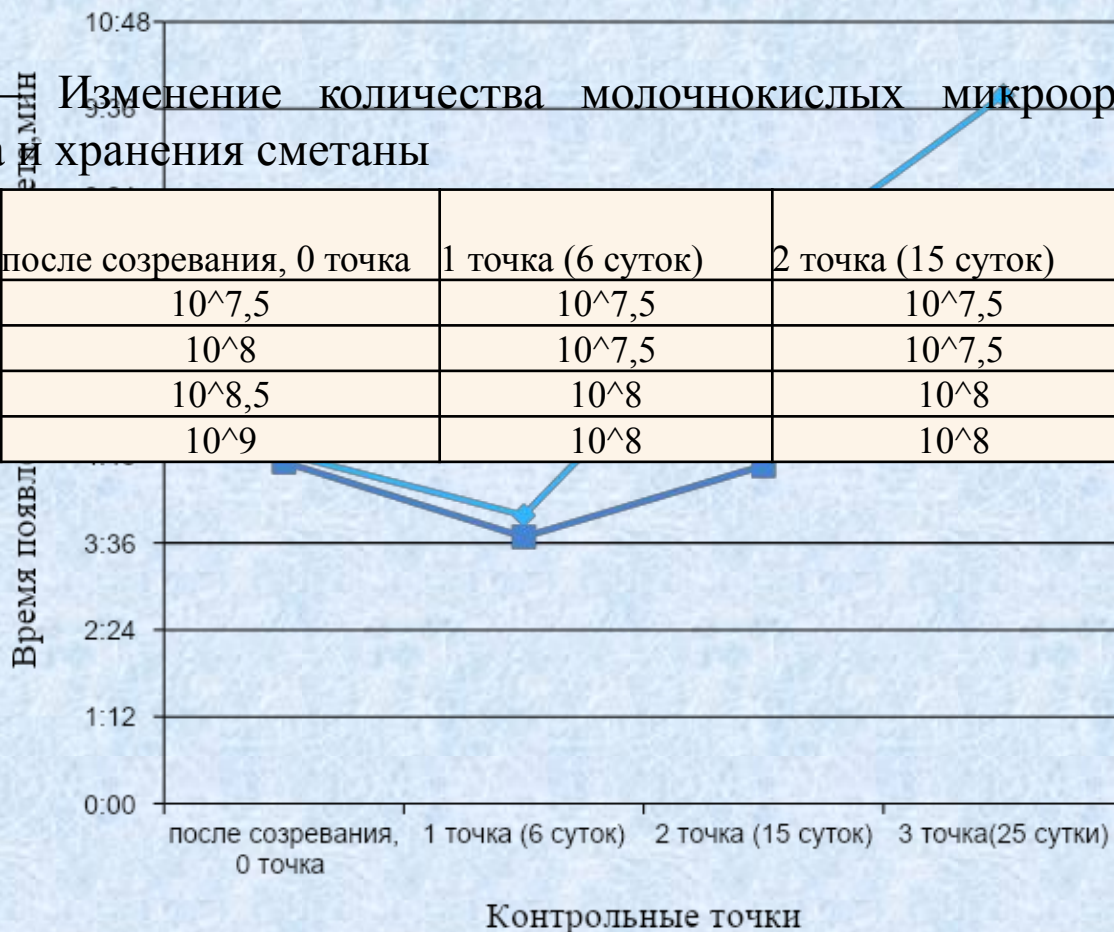 10:48
– Изменение количества молочнокислых
9:36
и хранения сметаны
после созревания, 0 точка 1 точка (6 суток) 2 точка (15 суток)
10^7,5 10^7,5 10^7,5
10^8 10^7,5 10^7,5
10^8,5 10^8 10^8
10^9 10^8 10^8
3:36
2:24
1:12
0:00
Время
мин
после созревания, 1 точка (6 суток) 2 точка (15 суток) 3 точка(25 сутки)
0 точка
Контрольные точки